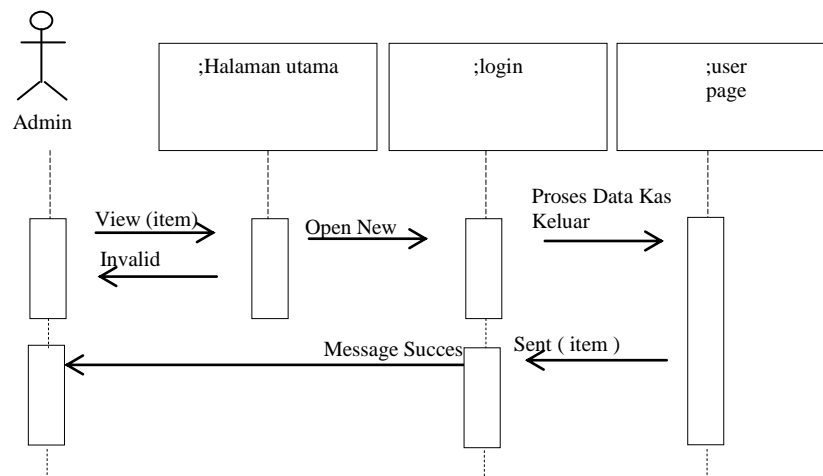 ;Halaman utama
;login
;user
page
Admin
View (item)
Open New
Proses Data Kas
Keluar
Invalid
Message Succes
Sent ( item )